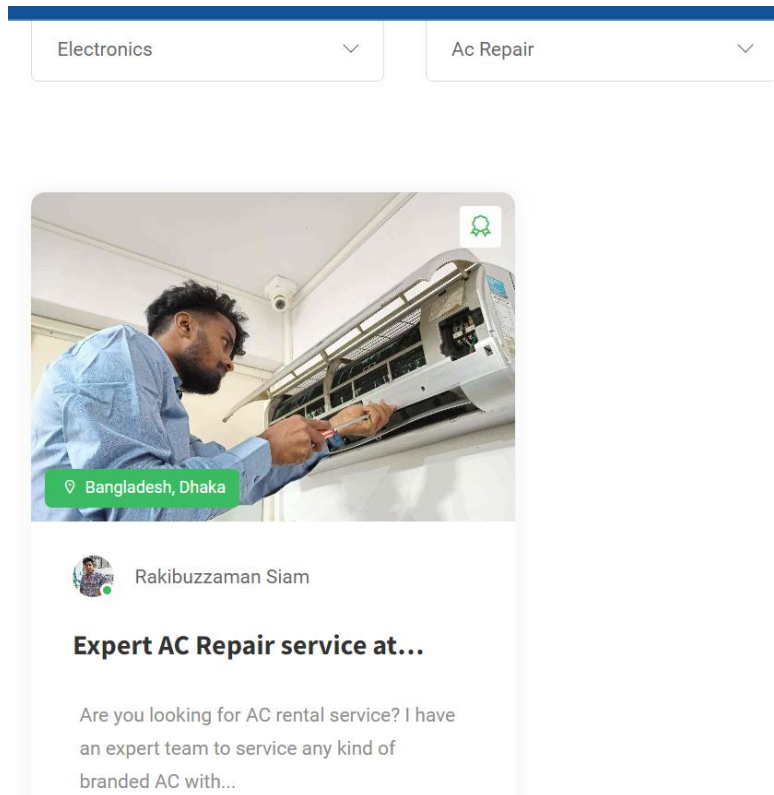 Electronics
Ac Repair
Bangladesh, Dhaka
Rakibuzzaman Siam
Expert AC Repair service at...
Are you looking for AC rental service? I have
an expert team to service any kind of
branded AC with...